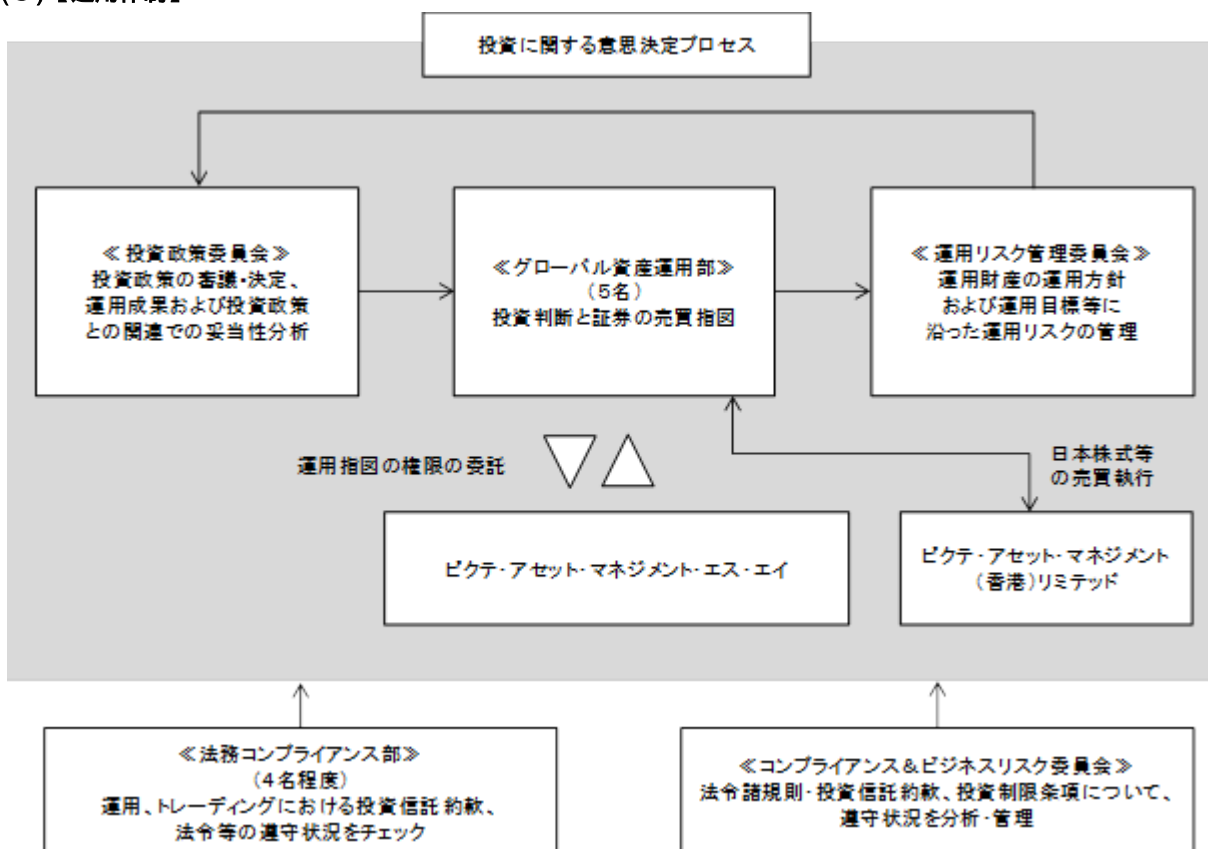 (3)【運用体制】
投資に関する意思決定プロセス
≪投資政策委員会≫
投資政策の審議・決定、
運用成果および投資政策
との関連での妥当性分析
≪グローバル資産運用部≫
(5名)
投資判断と証券の売買指図
≪運用リスク管理委員会≫
運用財産の運用方針
および運用目標等に
沿った運用リスクの管理
運用指図の権限の委託
日本株式等
の売買執行
ピクテ・アセット・マネジメント・エス・エイ
ピクテ・アセット・マネジメント
(香港)リミテッド
≪法務コンプライアンス部≫
(4名程度)
運用、トレーディングにおける投資信託約款、
法令等の遵守状況をチェック
≪コンプライアンス&ビジネスリスク委員会≫
法令諸規則・投資信託約款、投資制限条項について、
遵守状況を分析・管理